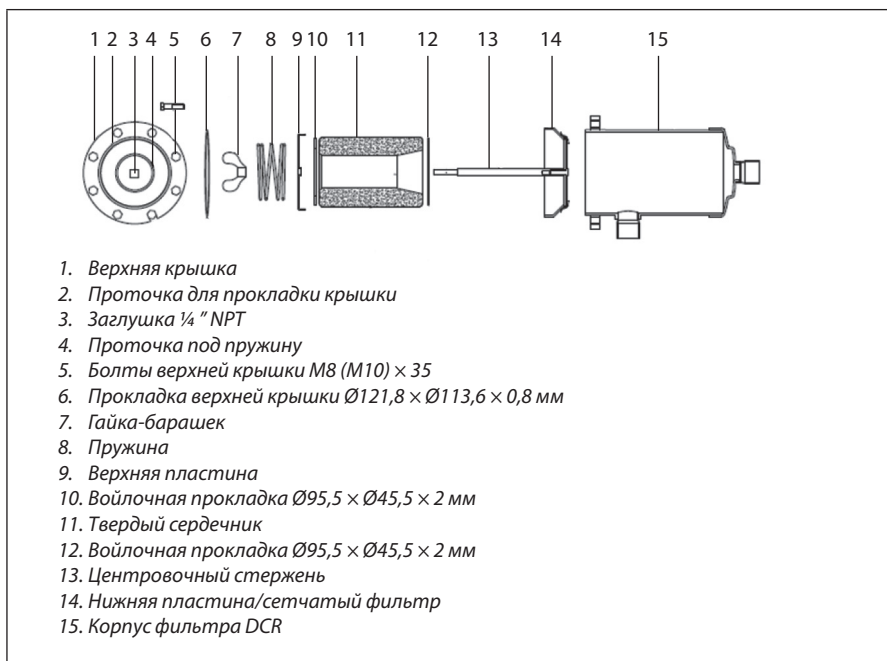 1 2 3 4 5 6 7 8 9 10 11 12 13 14 15
1. Верхняя крышка
2. Проточка для прокладки крышки
3. Заглушка ¼ ″ NPT
4. Проточка под пружину
5. Болты верхней крышки M8 (M10) × 35
6. Прокладка верхней крышки Ø121,8 × Ø113,6 × 0,8 мм
7. Гайка-барашек
8. Пружина
9. Верхняя пластина
10. Войлочная прокладка Ø95,5 × Ø45,5 × 2 мм
11. Твердый сердечник
12. Войлочная прокладка Ø95,5 × Ø45,5 × 2 мм
13. Центровочный стержень
14. Нижняя пластина/сетчатый фильтр
15. Корпус фильтра DCR